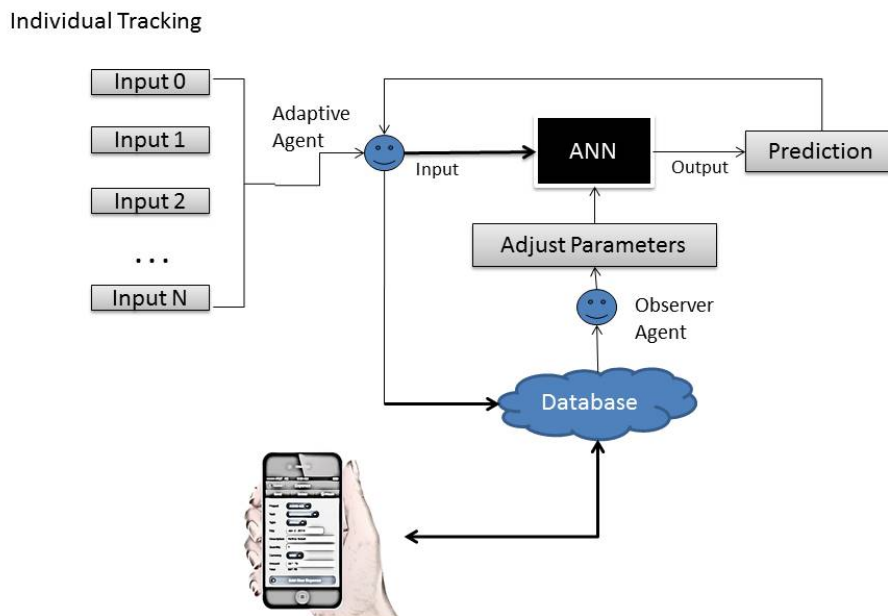 Individual Tracking
Input 0
Input 1
Input 2
...
Input N
Adaptive
Agent
Input
ANN
Output
Prediction
Adjust Parameters
Observer
Agent
Database